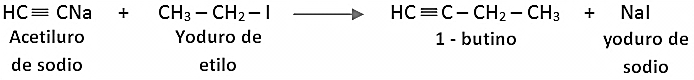 HC ≡ CNa + CH₃ – CH₂ – I ⟶ HC ≡ C – CH₂ – CH₃ + NaI
Acetiluro Yoduro de 1 - butino yoduro de
de sodio etilo sodio